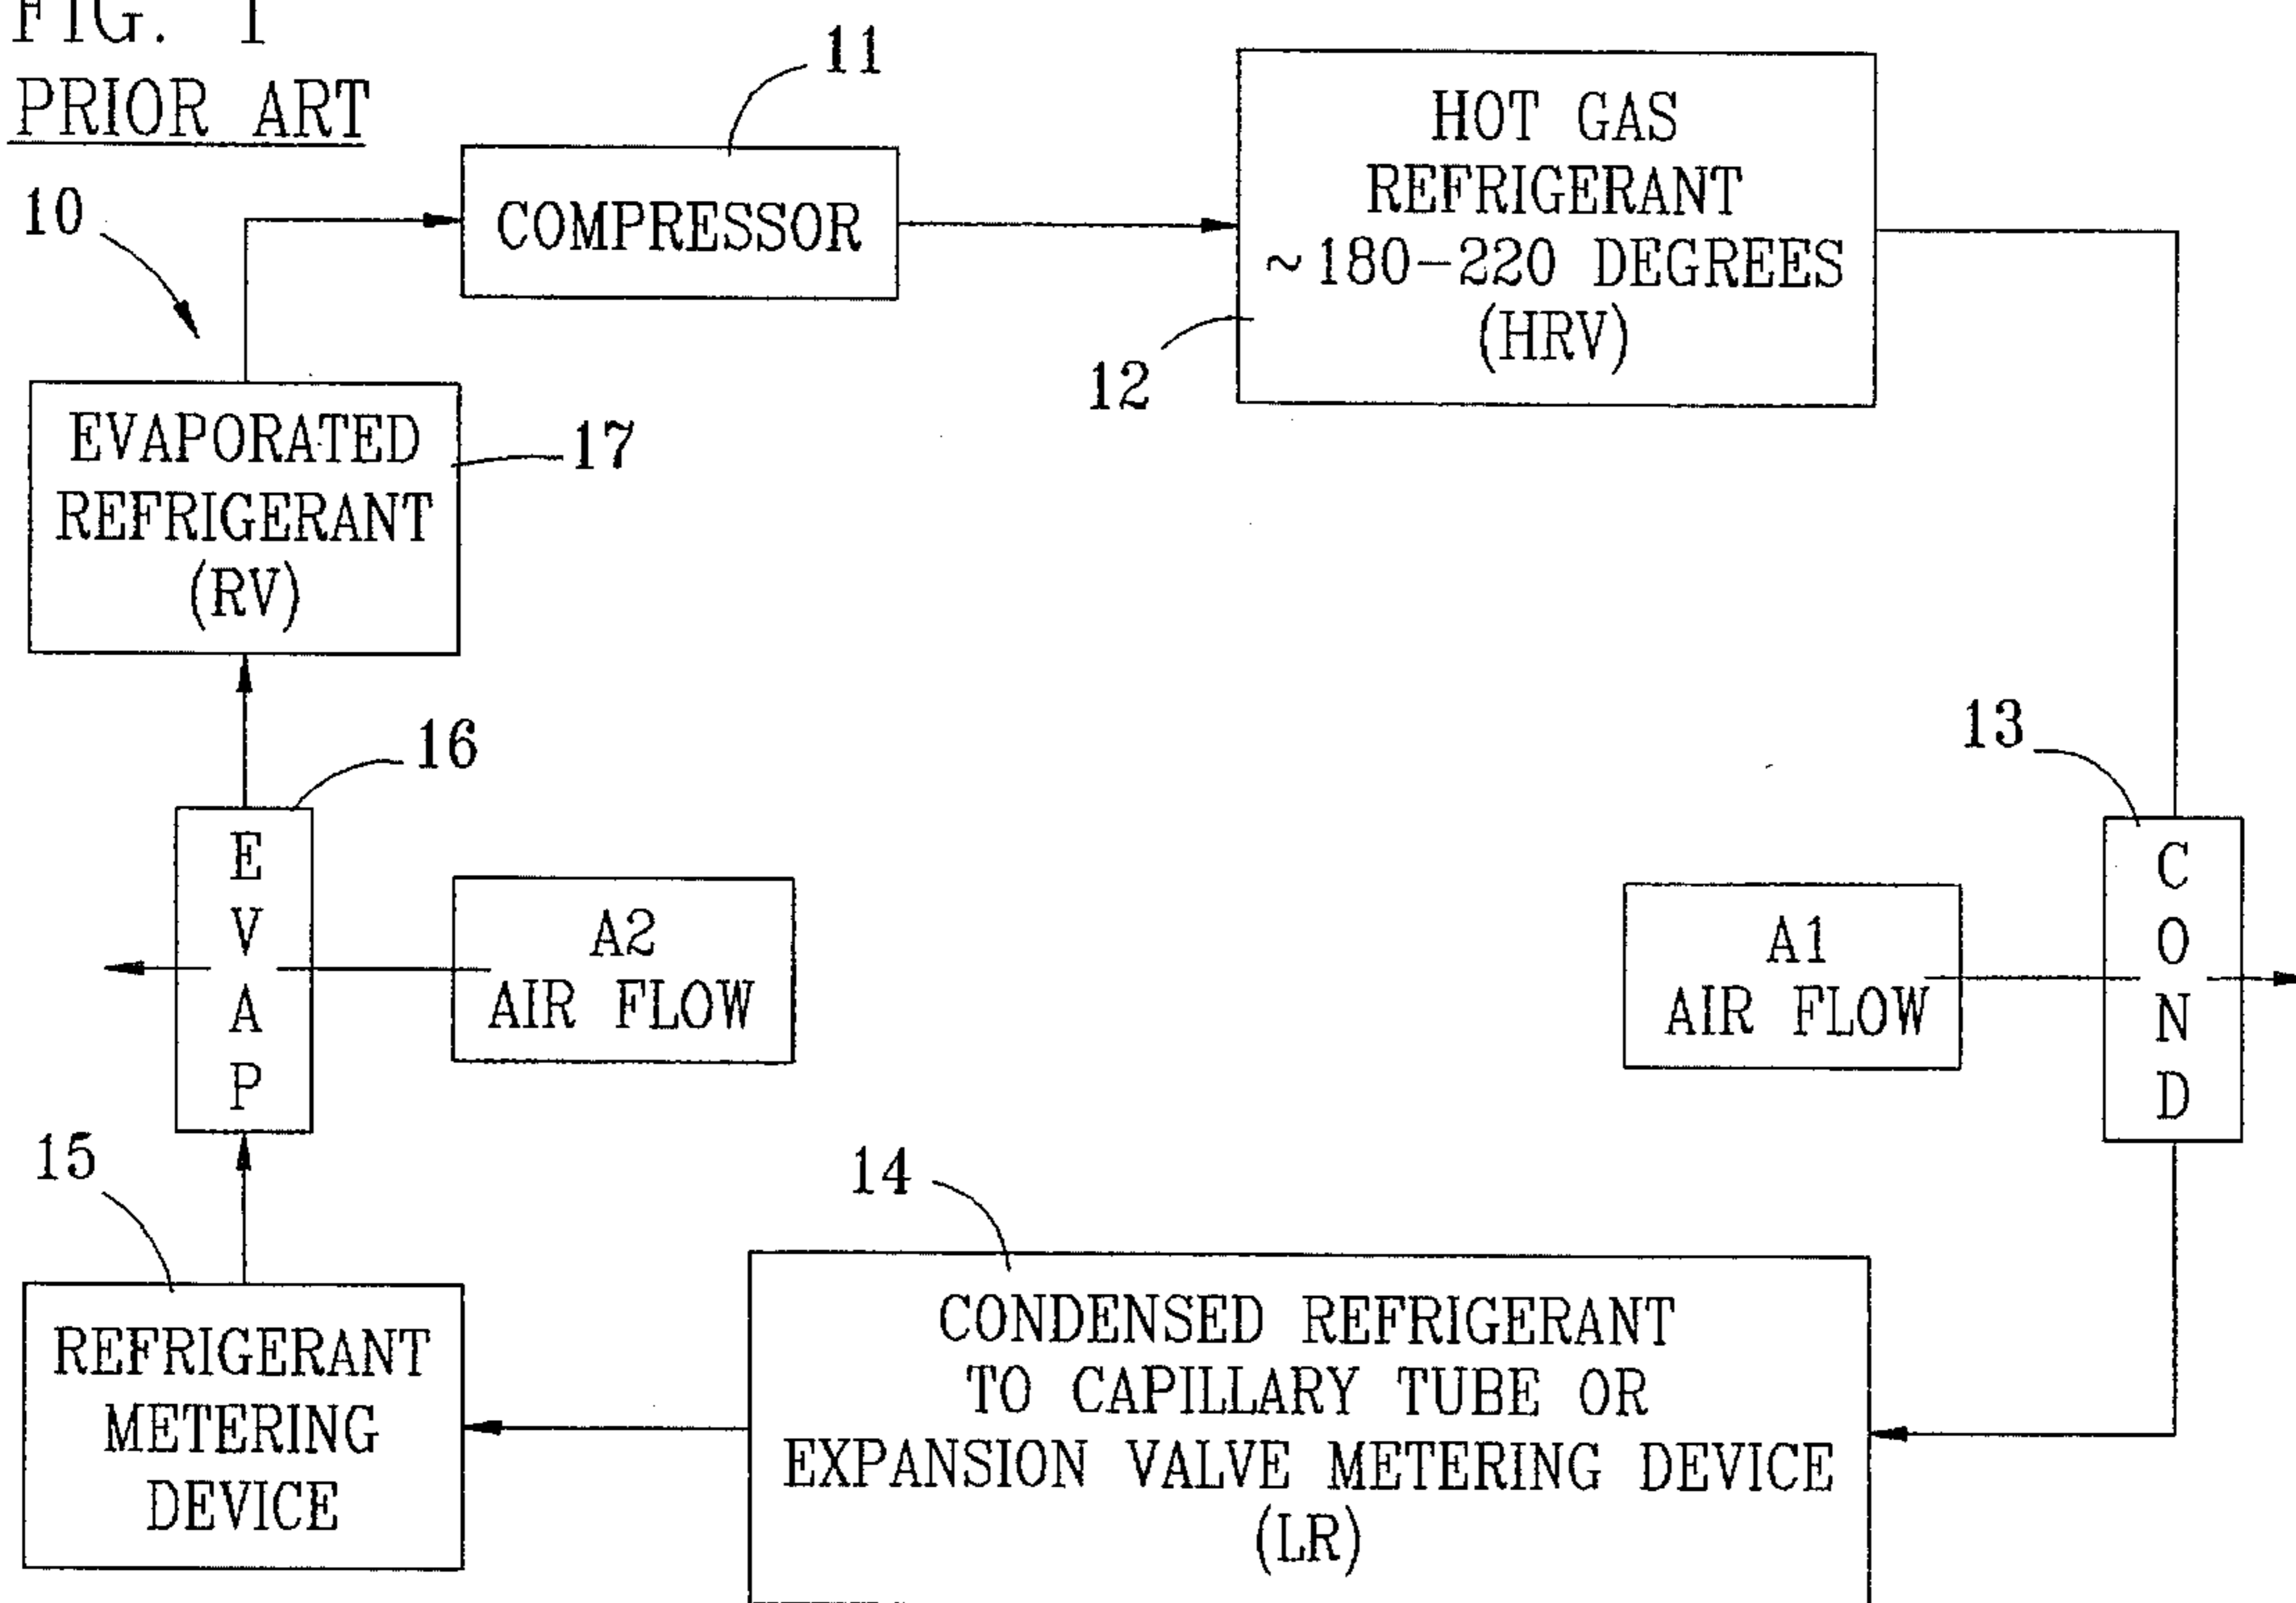 FIG. 1
PRIOR ART
11
COMPRESSOR
HOT GAS
REFRIGERANT
~180-220 DEGREES
(HRV)
10
12
EVAPORATED
REFRIGERANT
(RV)
17
16
13
E
V
A
P
A2
AIR FLOW
A1
AIR FLOW
C
O
N
D
15
14
REFRIGERANT
METERING
DEVICE
CONDENSED REFRIGERANT
TO CAPILLARY TUBE OR
EXPANSION VALVE METERING DEVICE
(LR)